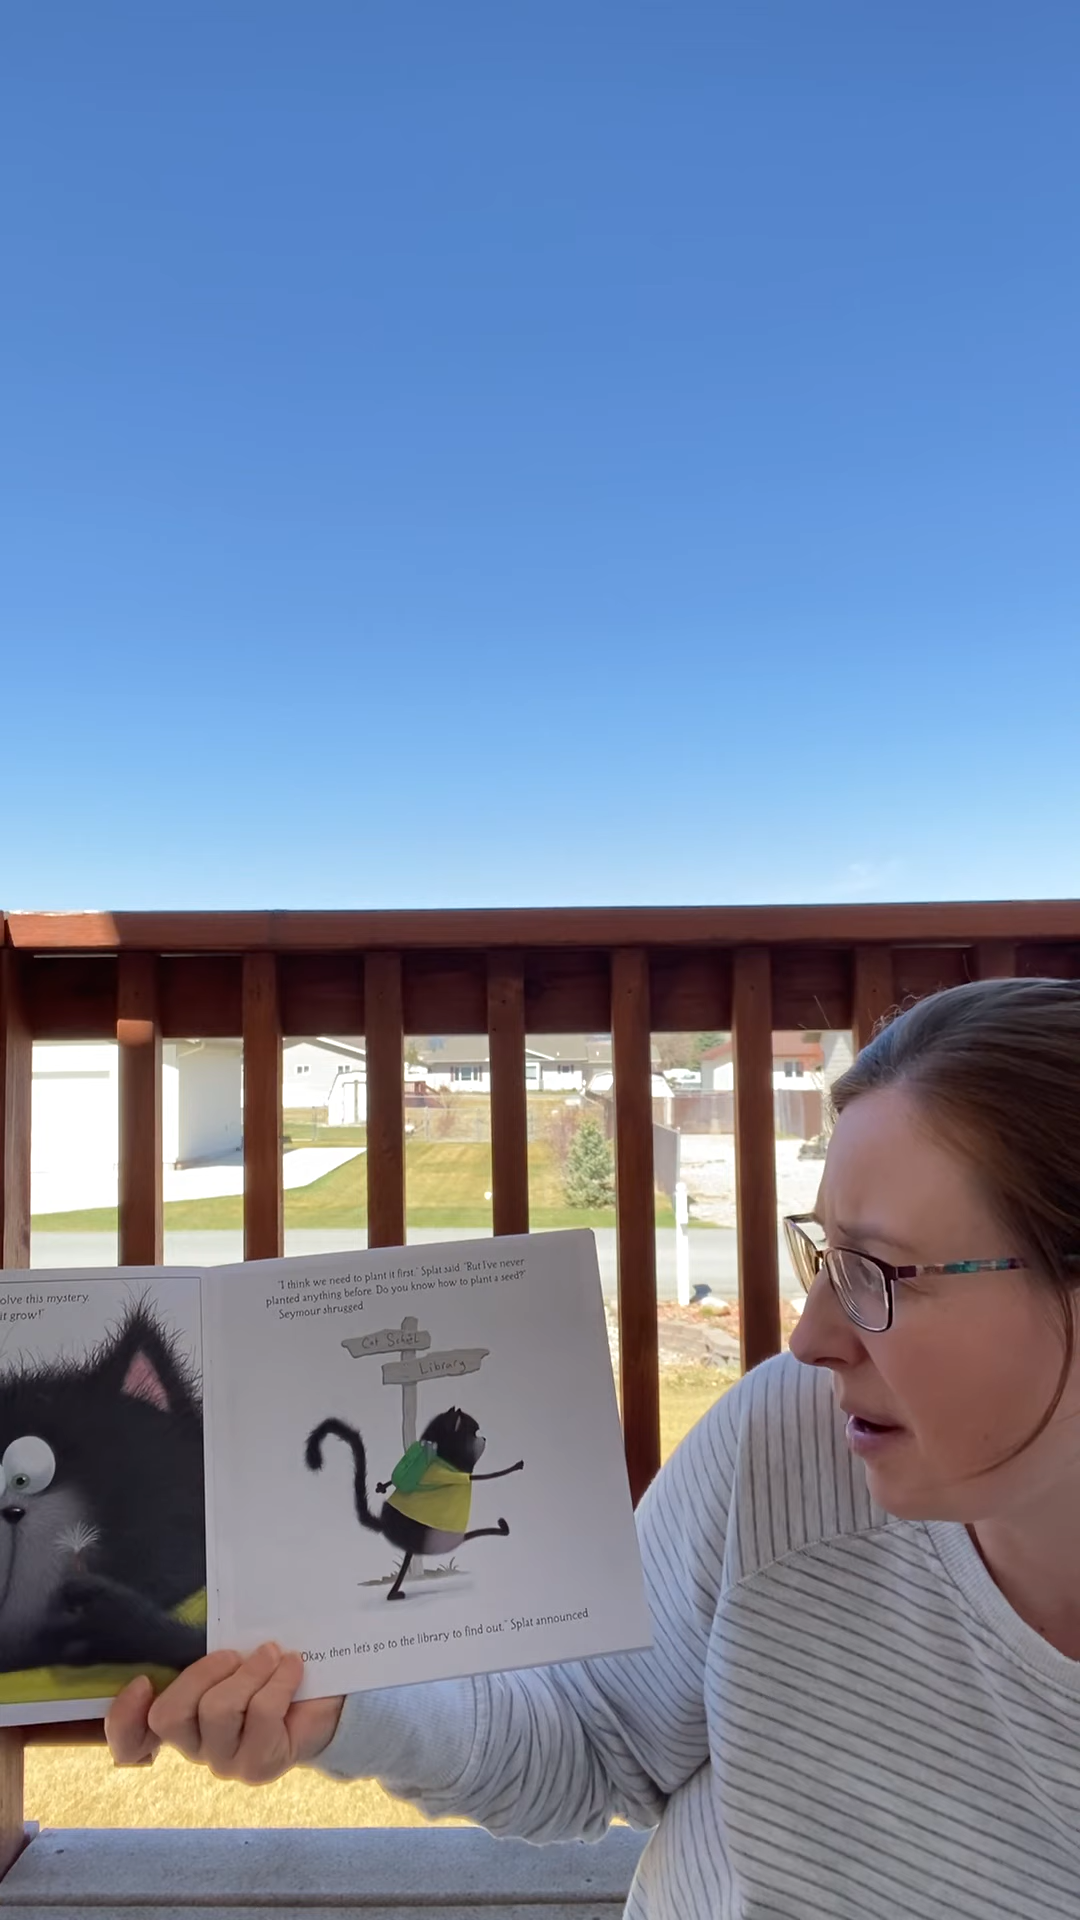 olve this mystery.
it grow!"
"I think we need to plant it first," Splat said. "But I've never
planted anything before. Do you know how to plant a seed?"
Seymour shrugged.
Cat School
Library
"Okay, then let's go to the library to find out," Splat announced